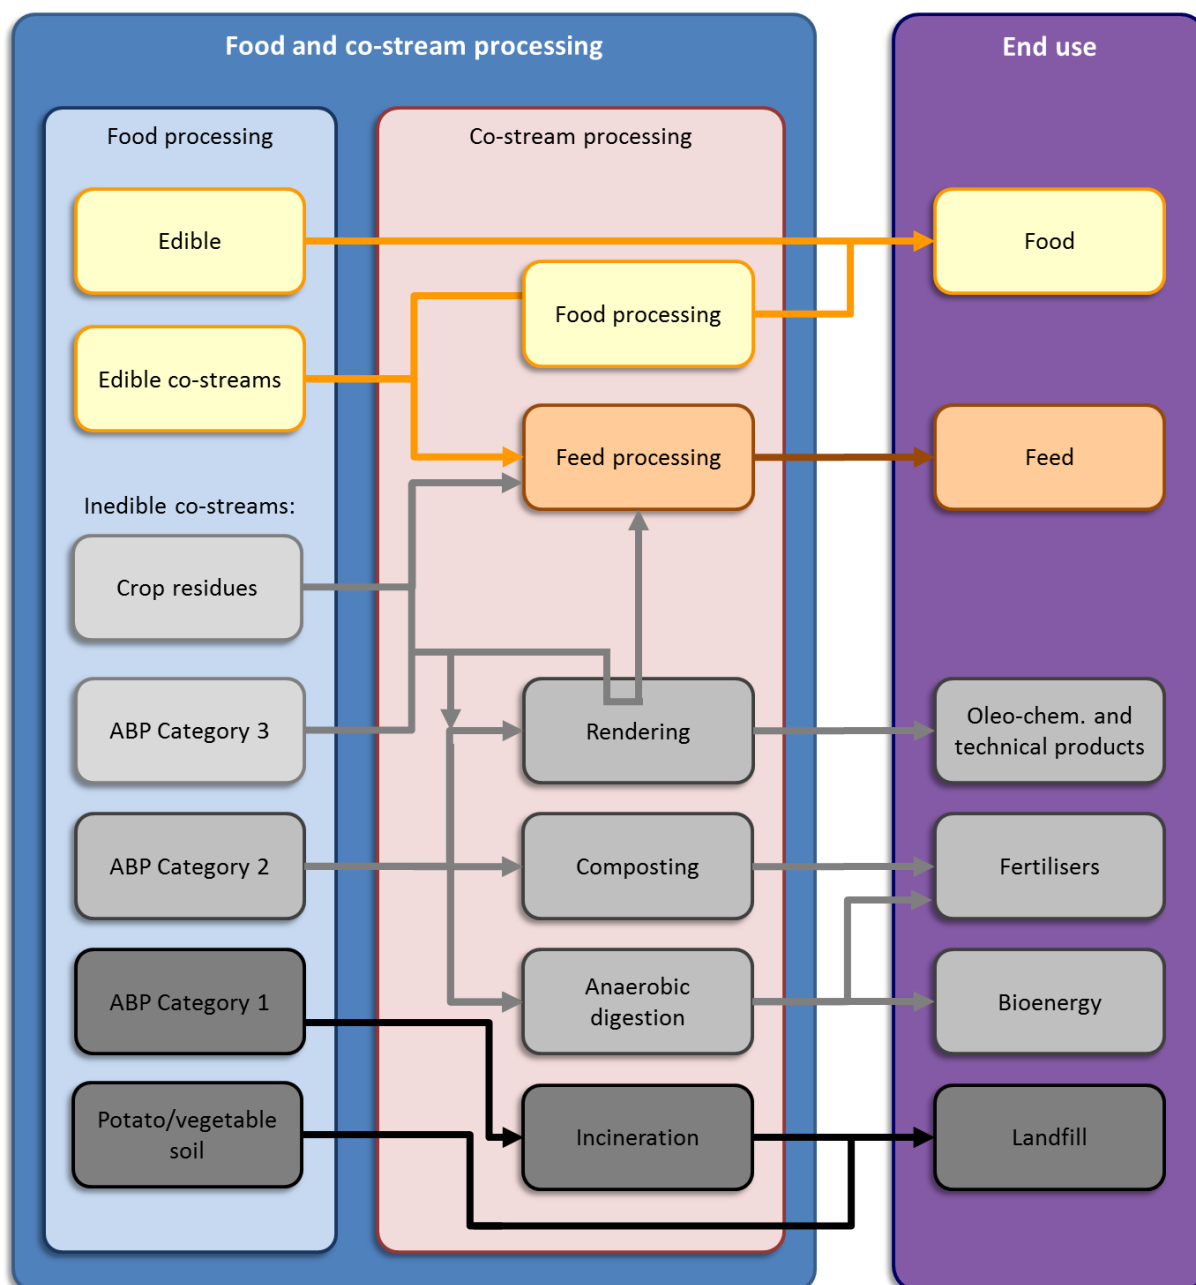 Food and co-stream processing
End use
Food processing
Co-stream processing
Edible
Food
Food processing
Edible co-streams
Feed processing
Feed
Inedible co-streams:
Crop residues
ABP Category 3
Rendering
Oleo-chem. and
technical products
ABP Category 2
Composting
Fertilisers
ABP Category 1
Anaerobic
digestion
Bioenergy
Potato/vegetable
soil
Incineration
Landfill